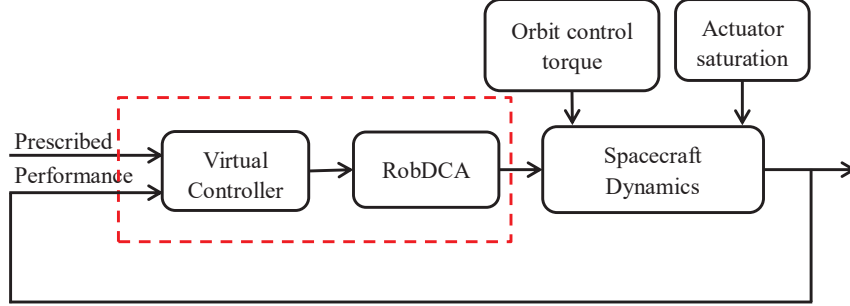 Orbit control
torque
Actuator
saturation
Prescribed
Performance
Virtual
Controller
RobDCA
Spacecraft
Dynamics